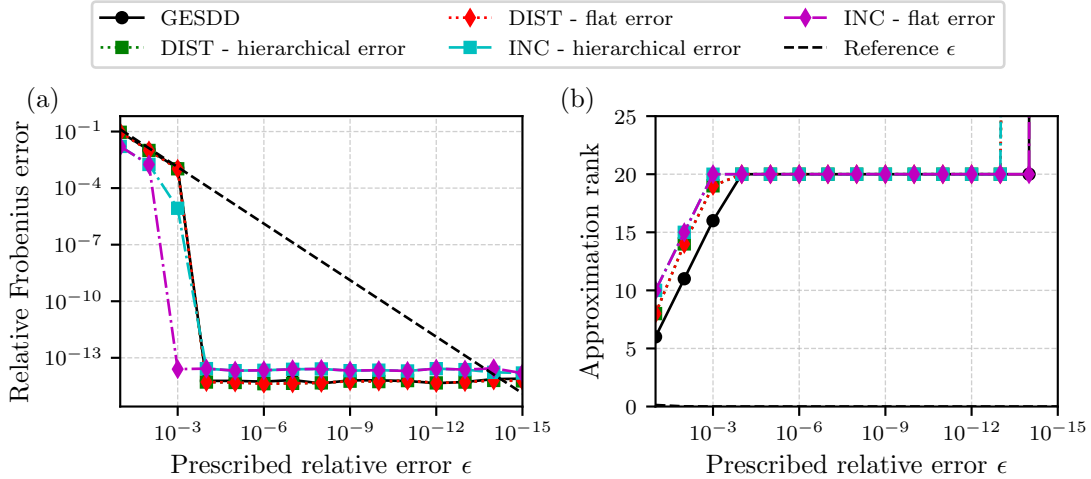 GESDD
DIST - hierarchical error
DIST - flat error
INC - hierarchical error
INC - flat error
Reference ϵ
(a)
Relative Frobenius error
10⁻¹
10⁻⁴
10⁻⁷
10⁻¹⁰
10⁻¹³
10⁻³
10⁻⁶
10⁻⁹
10⁻¹²
10⁻¹⁵
Prescribed relative error ϵ
(b)
Approximation rank
25
20
15
10
5
0
10⁻³
10⁻⁶
10⁻⁹
10⁻¹²
10⁻¹⁵
Prescribed relative error ϵ